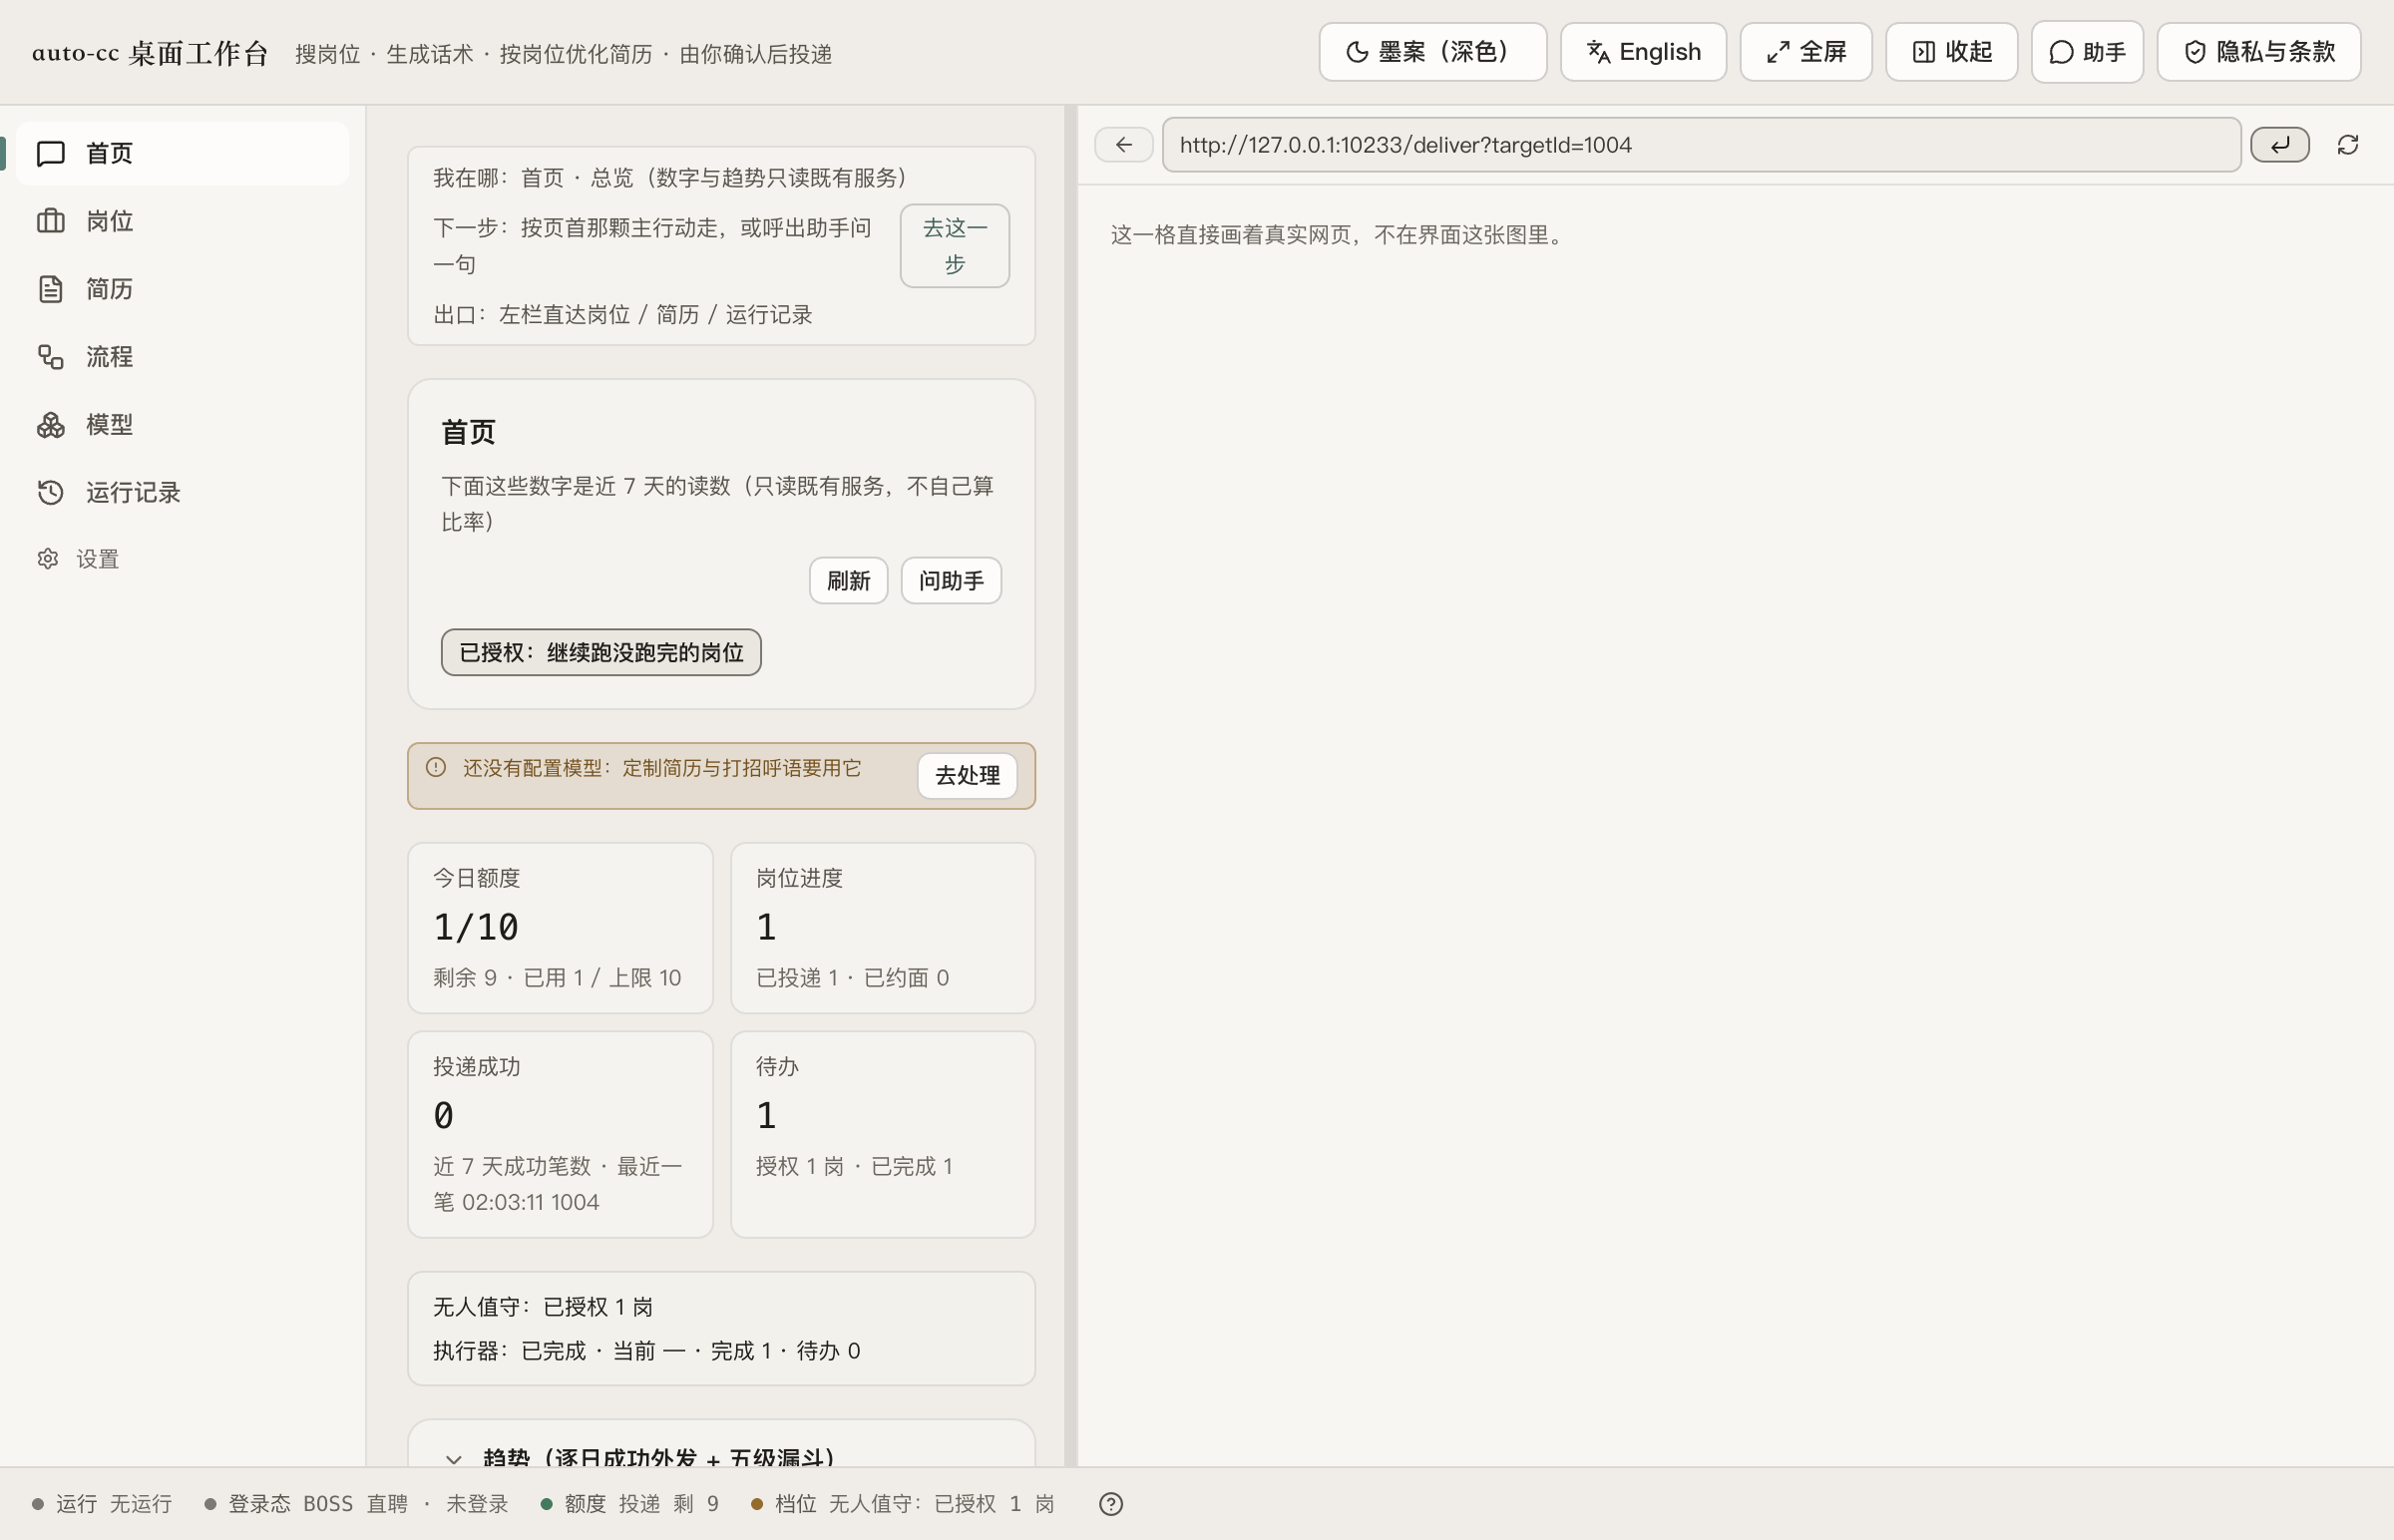 auto-cc 桌面工作台
搜岗位 · 生成话术 · 按岗位优化简历 · 由你确认后投递
墨案（深色）
English
全屏
收起
助手
隐私与条款
首页
岗位
简历
流程
模型
运行记录
设置
我在哪：首页 · 总览（数字与趋势只读既有服务）
下一步：按页首那颗主行动走，或呼出助手问
一句
去这一
步
出口：左栏直达岗位 / 简历 / 运行记录
首页
下面这些数字是近 7 天的读数（只读既有服务，不自己算
比率）
刷新
问助手
已授权：继续跑没跑完的岗位
还没有配置模型：定制简历与打招呼语要用它
去处理
今日额度
1/10
剩余 9 · 已用 1 / 上限 10
岗位进度
1
已投递 1 · 已约面 0
投递成功
0
近 7 天成功笔数 · 最近一
笔 02:03:11 1004
待办
1
授权 1 岗 · 已完成 1
无人值守：已授权 1 岗
执行器：已完成 · 当前 — · 完成 1 · 待办 0
趋势（逐日成功外发 + 五级漏斗）
http://127.0.0.1:10233/deliver?targetId=1004
这一格直接画着真实网页，不在界面这张图里。
运行 无运行
登录态 BOSS 直聘 · 未登录
额度 投递 剩 9
档位 无人值守：已授权 1 岗